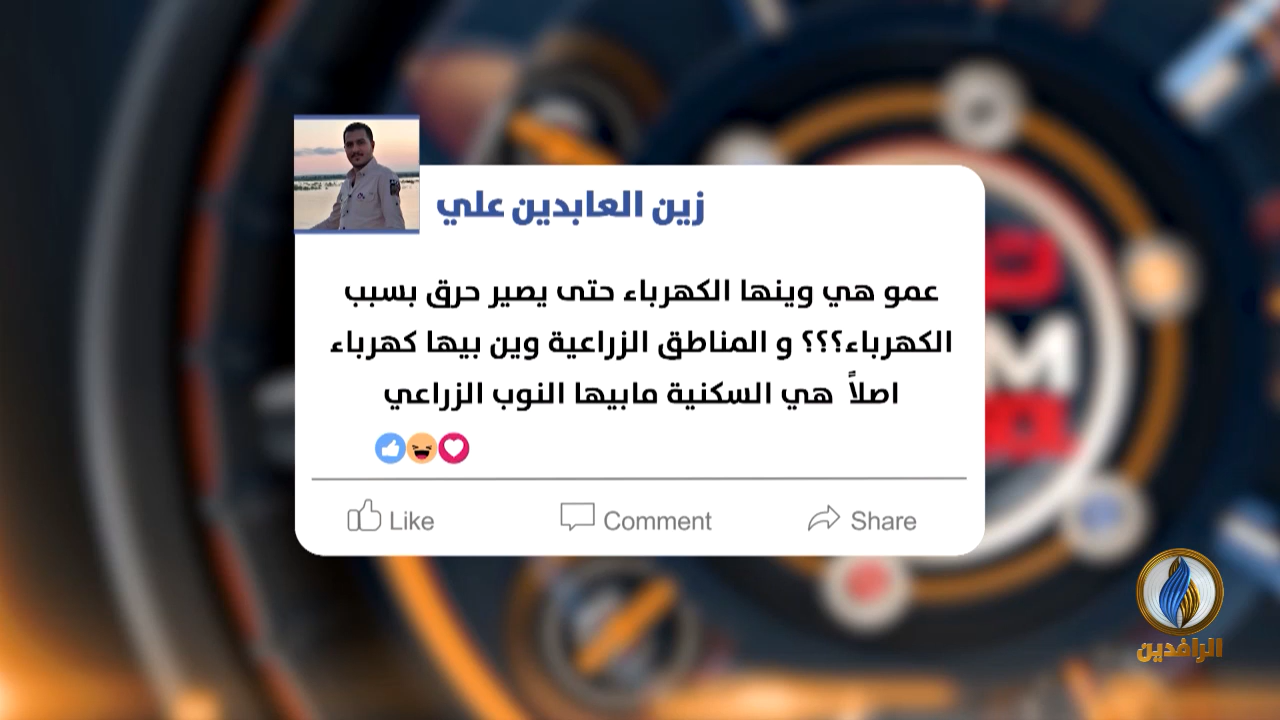 زين العابدين علي
عمو هي وينها الكهرباء حتى يصير حرق بسبب
الكهرباء؟؟؟ و المناطق الزراعية وين بيها كهرباء
اصلاً هي السكنية مابيها النوب الزراعي
Like Comment Share
الرافدين